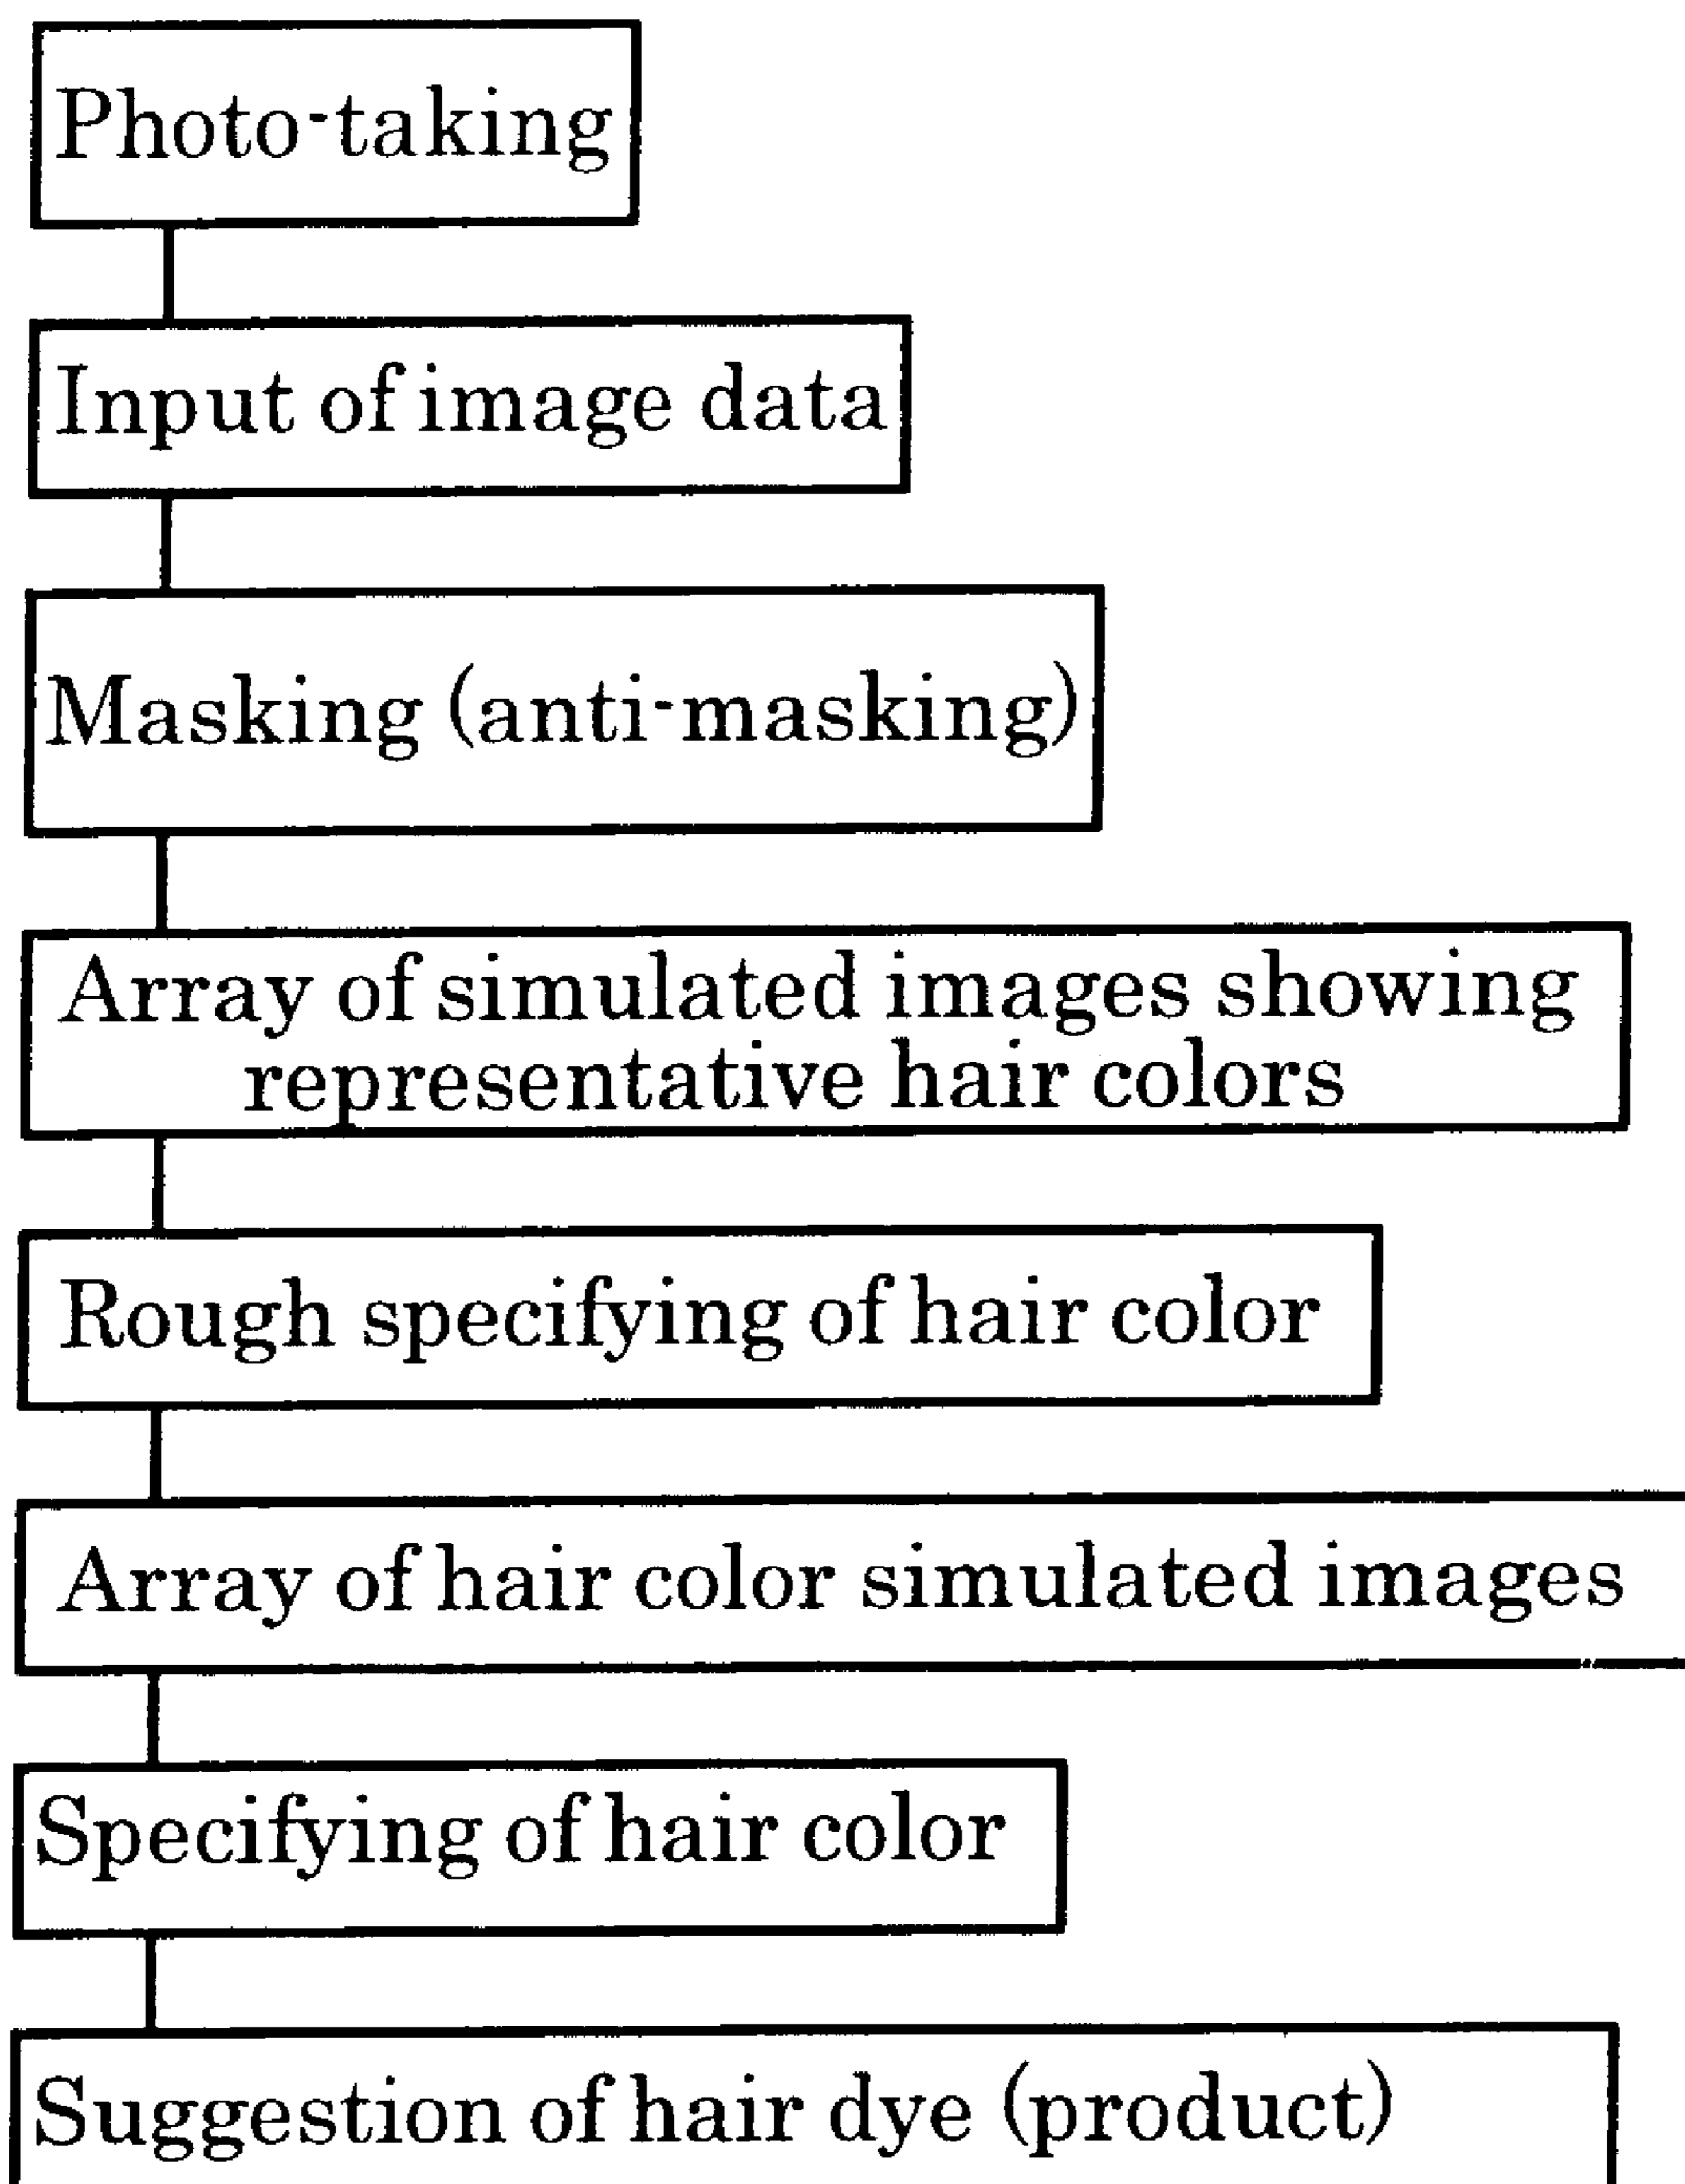 Photo-taking
Input of image data
Masking (anti-masking)
Array of simulated images showing
representative hair colors
Rough specifying of hair color
Array of hair color simulated images
Specifying of hair color
Suggestion of hair dye (product)